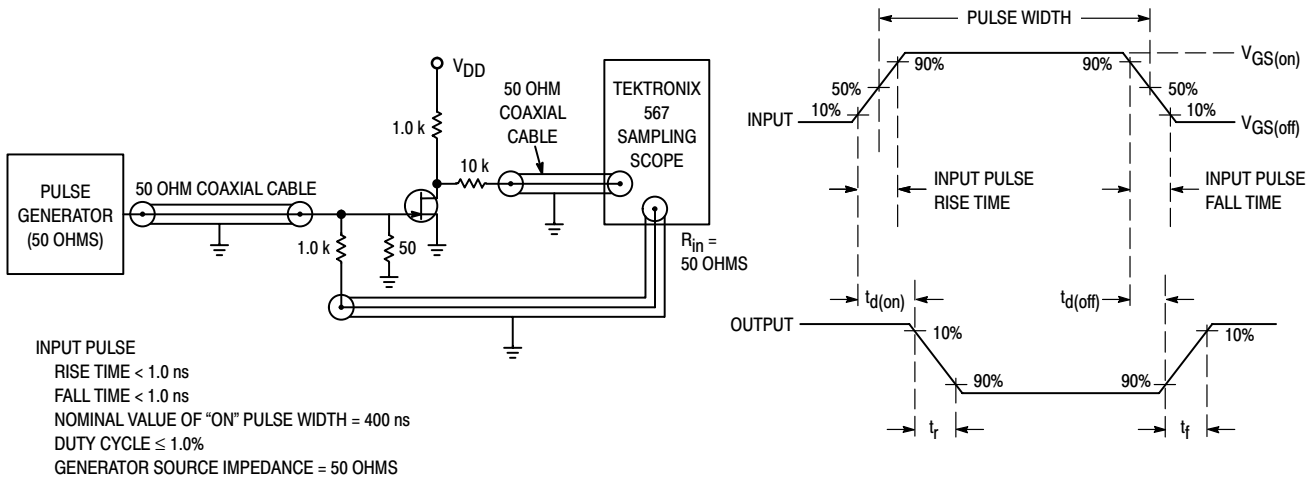 V_DD
1.0 k
10 k
50 OHM
COAXIAL
CABLE
TEKTRONIX
567
SAMPLING
SCOPE
PULSE
GENERATOR
(50 OHMS)
50 OHM COAXIAL CABLE
1.0 k
50
R_in =
50 OHMS
INPUT PULSE
RISE TIME < 1.0 ns
FALL TIME < 1.0 ns
NOMINAL VALUE OF “ON” PULSE WIDTH = 400 ns
DUTY CYCLE ≤ 1.0%
GENERATOR SOURCE IMPEDANCE = 50 OHMS
PULSE WIDTH
V_GS(on)
90%
90%
50%
50%
10%
10%
INPUT
V_GS(off)
INPUT PULSE
RISE TIME
INPUT PULSE
FALL TIME
t_d(on)
t_d(off)
OUTPUT
10%
10%
90%
90%
t_r
t_f